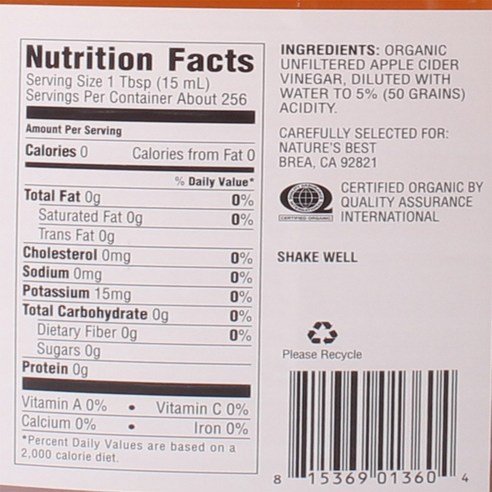 Nutrition Facts
Serving Size 1 Tbsp (15 mL)
Servings Per Container About 256
Amount Per Serving
Calories 0 Calories from Fat 0
% Daily Value*
Total Fat 0g 0%
Saturated Fat 0g 0%
Trans Fat 0g
Cholesterol 0mg 0%
Sodium 0mg 0%
Potassium 15mg 0%
Total Carbohydrate 0g 0%
Dietary Fiber 0g 0%
Sugars 0g
Protein 0g
Vitamin A 0% • Vitamin C 0%
Calcium 0% • Iron 0%
*Percent Daily Values are based on a
2,000 calorie diet.
INGREDIENTS: ORGANIC
UNFILTERED APPLE CIDER
VINEGAR, DILUTED WITH
WATER TO 5% (50 GRAINS)
ACIDITY.
CAREFULLY SELECTED FOR:
NATURE'S BEST
BREA, CA 92821
CERTIFIED ORGANIC
CERTIFIED ORGANIC BY
QUALITY ASSURANCE
INTERNATIONAL
SHAKE WELL
Please Recycle
8 15369 01360 4